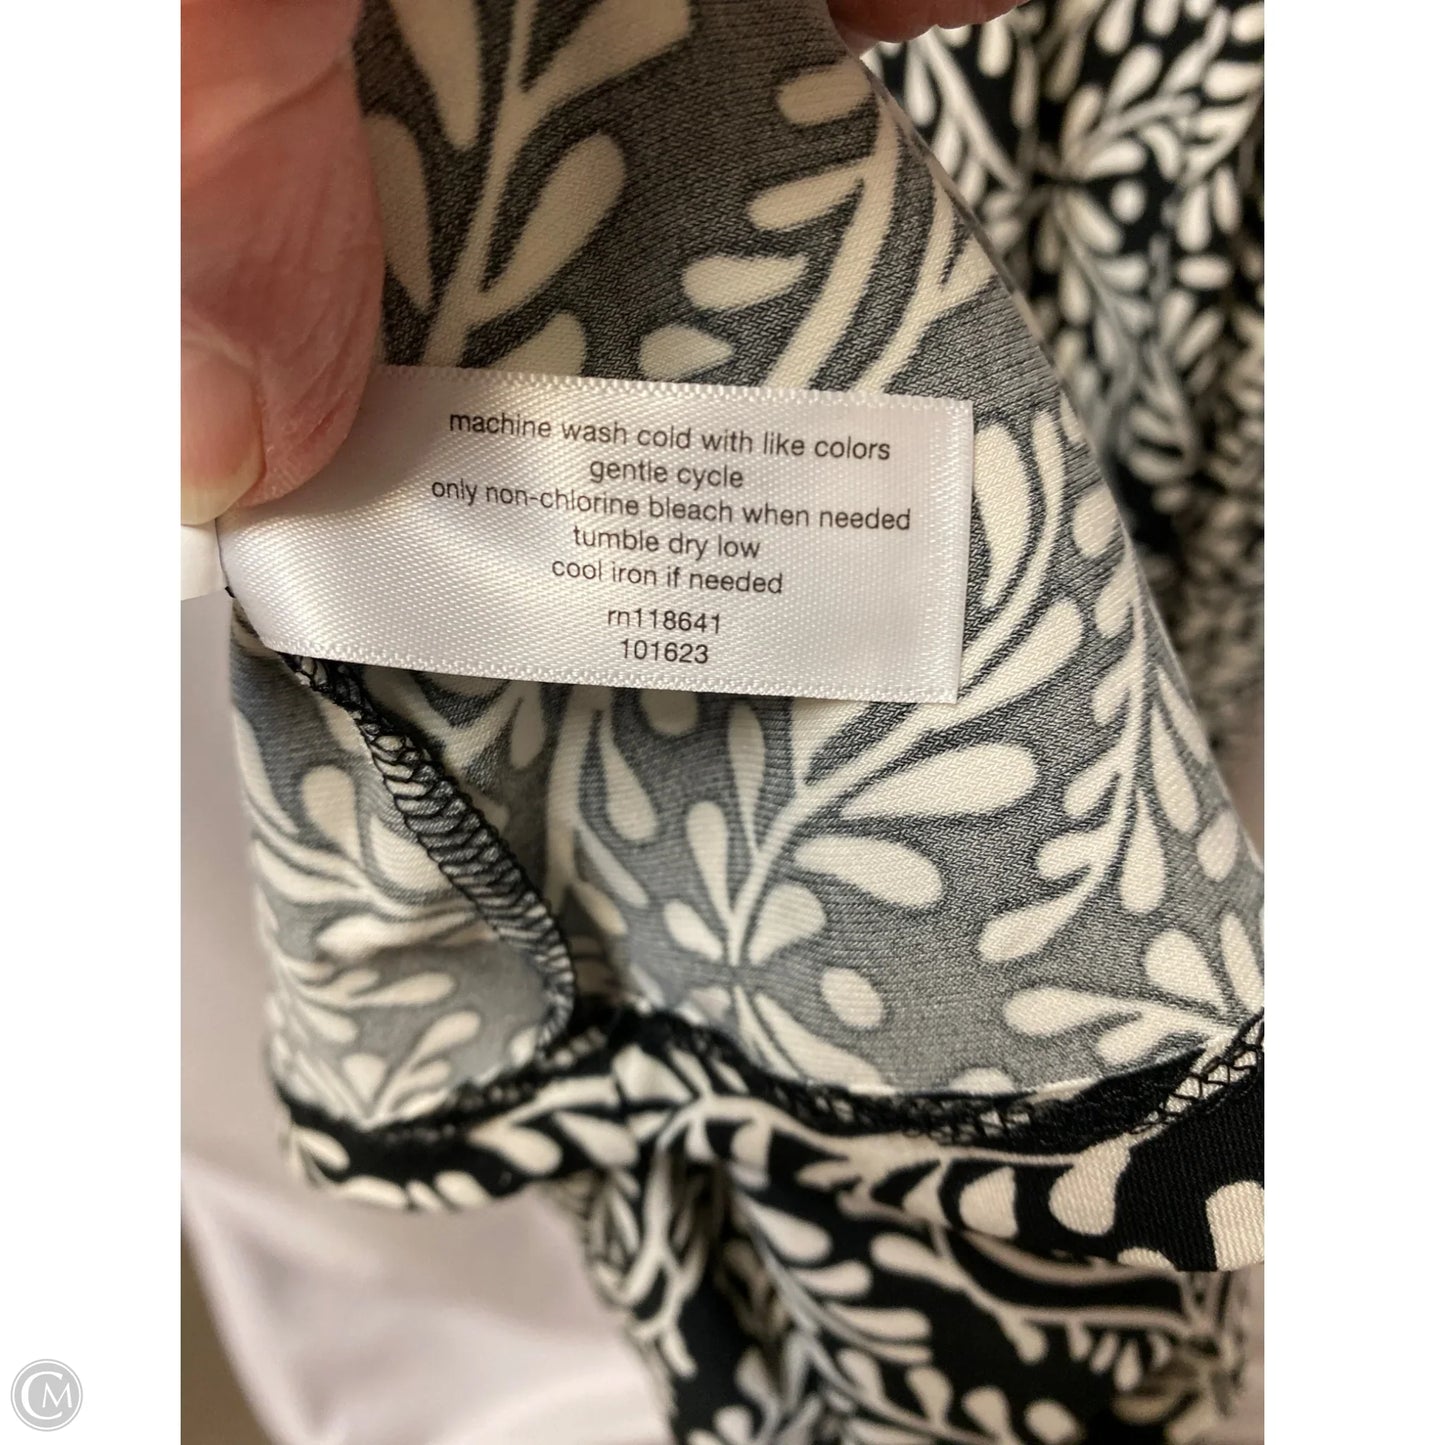 machine wash cold with like colors
gentle cycle
only non-chlorine bleach when needed
tumble dry low
cool iron if needed
rn118641
101623
CM